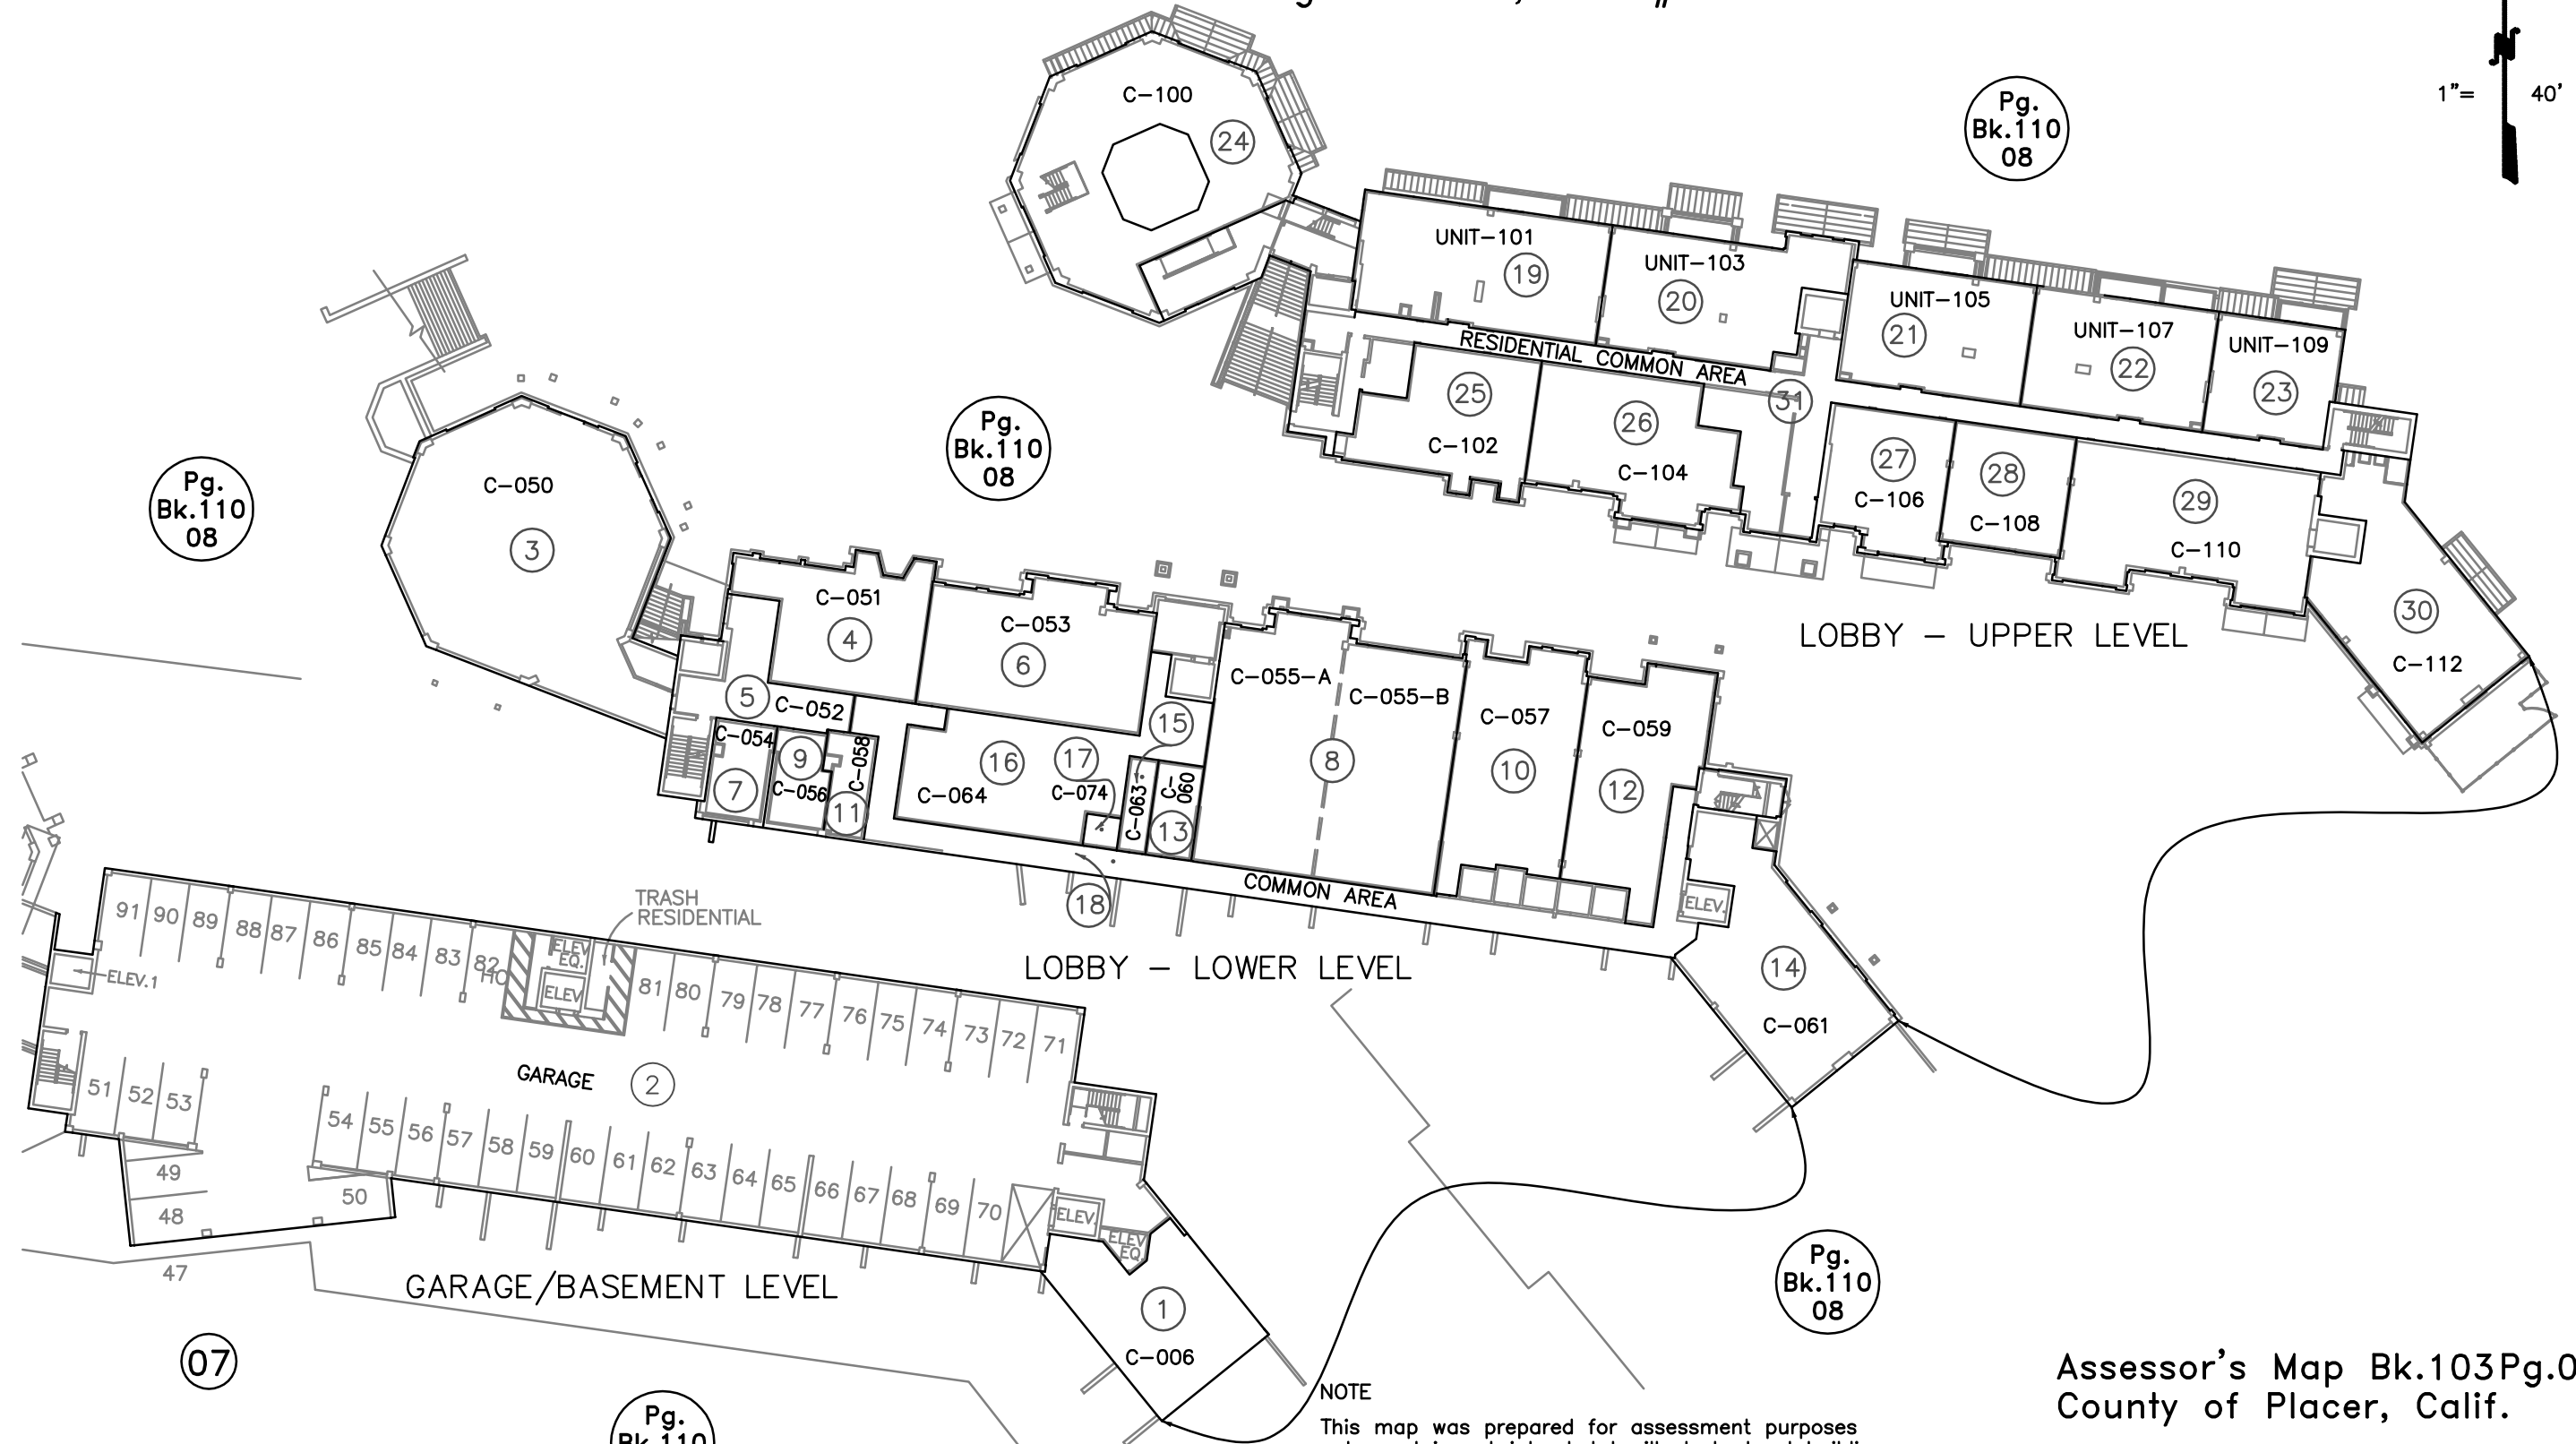 1"= 40'
Pg.
Bk.110
08
C-100
24
UNIT-101
19
UNIT-103
20
UNIT-105
21
UNIT-107
22
UNIT-109
23
RESIDENTIAL COMMON AREA
31
25
C-102
26
C-104
27
C-106
28
C-108
29
C-110
30
C-112
LOBBY - UPPER LEVEL
Pg.
Bk.110
08
Pg.
Bk.110
08
C-050
3
C-051
4
C-053
6
5
C-052
C-054
7
9
C-056
C-058
11
16
C-064
17
C-074
15
C-063
C-060
13
C-055-A
C-055-B
8
C-057
10
C-059
12
COMMON AREA
18
ELEV.
14
C-061
LOBBY - LOWER LEVEL
TRASH
RESIDENTIAL
91 90 89 88 87 86 85 84 83 82
HC
ELEV
EQ.
ELEV
81 80 79 78 77 76 75 74 73 72 71
ELEV.1
GARAGE
2
51 52 53
54 55 56 57 58 59 60 61 62 63 64 65 66 67 68 69 70
49
48
50
47
ELEV.
ELEV
EQ.
1
C-006
GARAGE/BASEMENT LEVEL
07
Pg.
Bk.110
Pg.
Bk.110
08
NOTE
This map was prepared for assessment purposes
Assessor's Map Bk.103Pg.0
County of Placer, Calif.